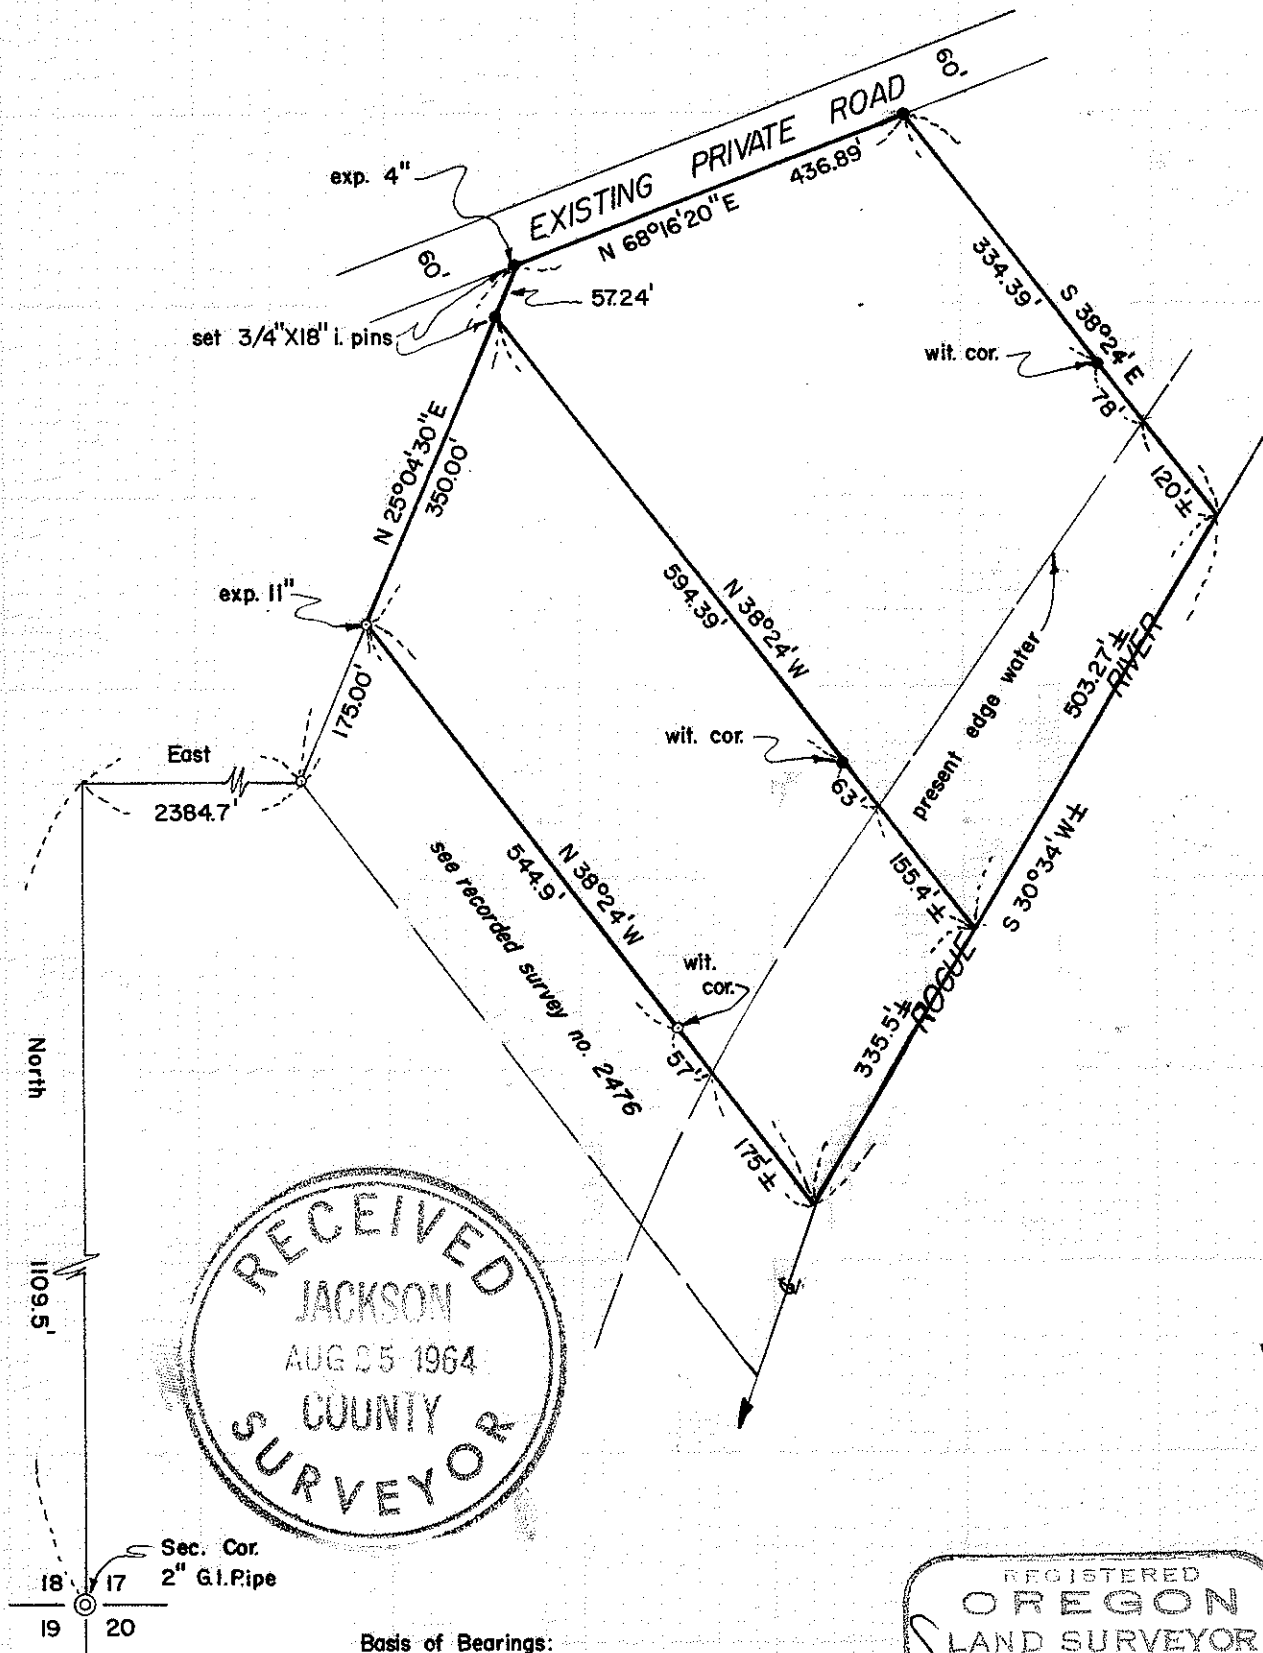 60'
EXISTING PRIVATE ROAD
436.89'
N 68°16'20"E
exp. 4"
60'
57.24'
set 3/4"X18" i. pins
334.39'
S 38°24' E
wit. cor.
78'
120'±
N 25°04'30"E
350.00'
exp. 11"
175.00'
N 38°24' W
594.39'
present edge water
503.27'±
RIVER
wit. cor.
63'
155.4'±
S 30°34'W±
East
2384.7'
N 38°24' W
544.9'
see recorded survey no. 2476
wit.
cor.
57'
175'±
335.5'±
ROGUE
North
1109.5'
RECEIVED
JACKSON
AUG 25 1964
COUNTY
SURVEYOR
Sec. Cor.
2" G.I.Pipe
18 17
19 20
Basis of Bearings:
REGISTERED
OREGON
LAND SURVEYOR